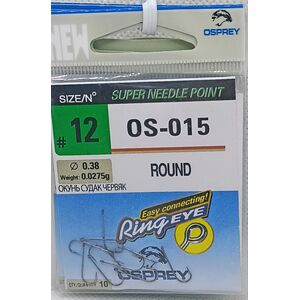 NEW
OSPREY
SIZE/N° SUPER NEEDLE POINT
#12 OS-015
Ø 0.38
Weight: 0.0275g
ROUND
ОКУНЬ СУДАК ЧЕРВЯК
Easy connecting!
Ring EYE
OSPREY
10